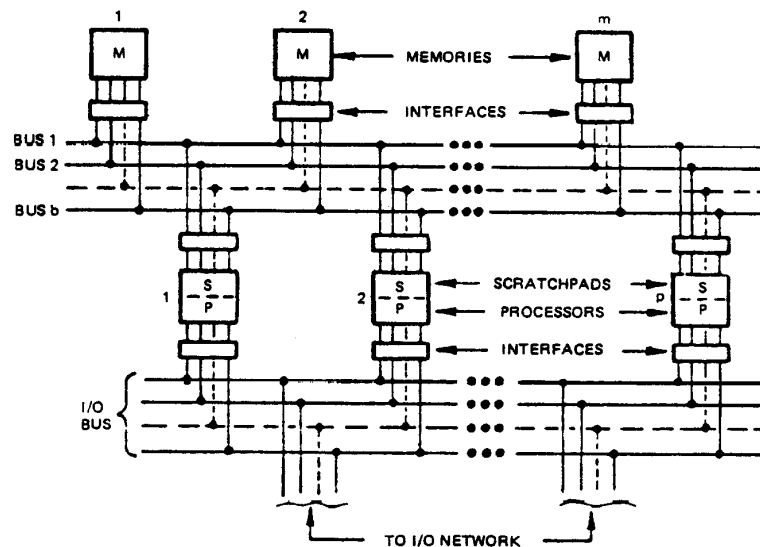 1 2 m
M M MEMORIES M
INTERFACES
BUS 1
BUS 2
BUS b
1 S P 2 S P SCRATCHPADS p S P
PROCESSORS
INTERFACES
I/O
BUS
TO I/O NETWORK